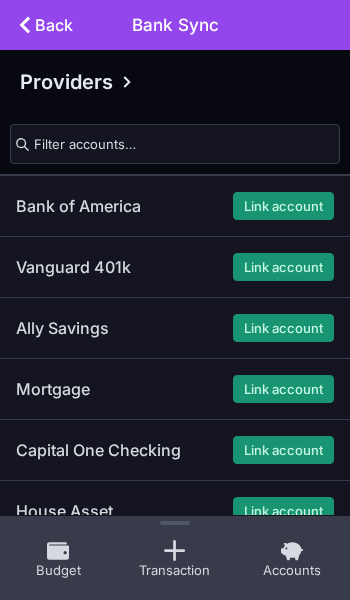 Back
Bank Sync
Providers
Filter accounts...
Bank of America
Link account
Vanguard 401k
Link account
Ally Savings
Link account
Mortgage
Link account
Capital One Checking
Link account
House Asset
Link account
Budget
Transaction
Accounts